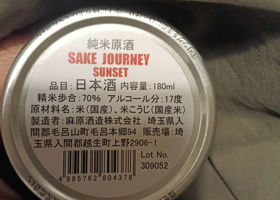 純米原酒
SAKE JOURNEY
SUNSET
品目:日本酒 内容量:180ml
精米歩合:70% アルコール分:17度
原材料名:米(国産)、米こうじ(国産米)
製造者:麻原酒造株式会社 埼玉県入
間郡毛呂山町毛呂本郷94 販売場:埼
玉県入間郡越生町上野2906-1
Lot No.
309052
4995762804378